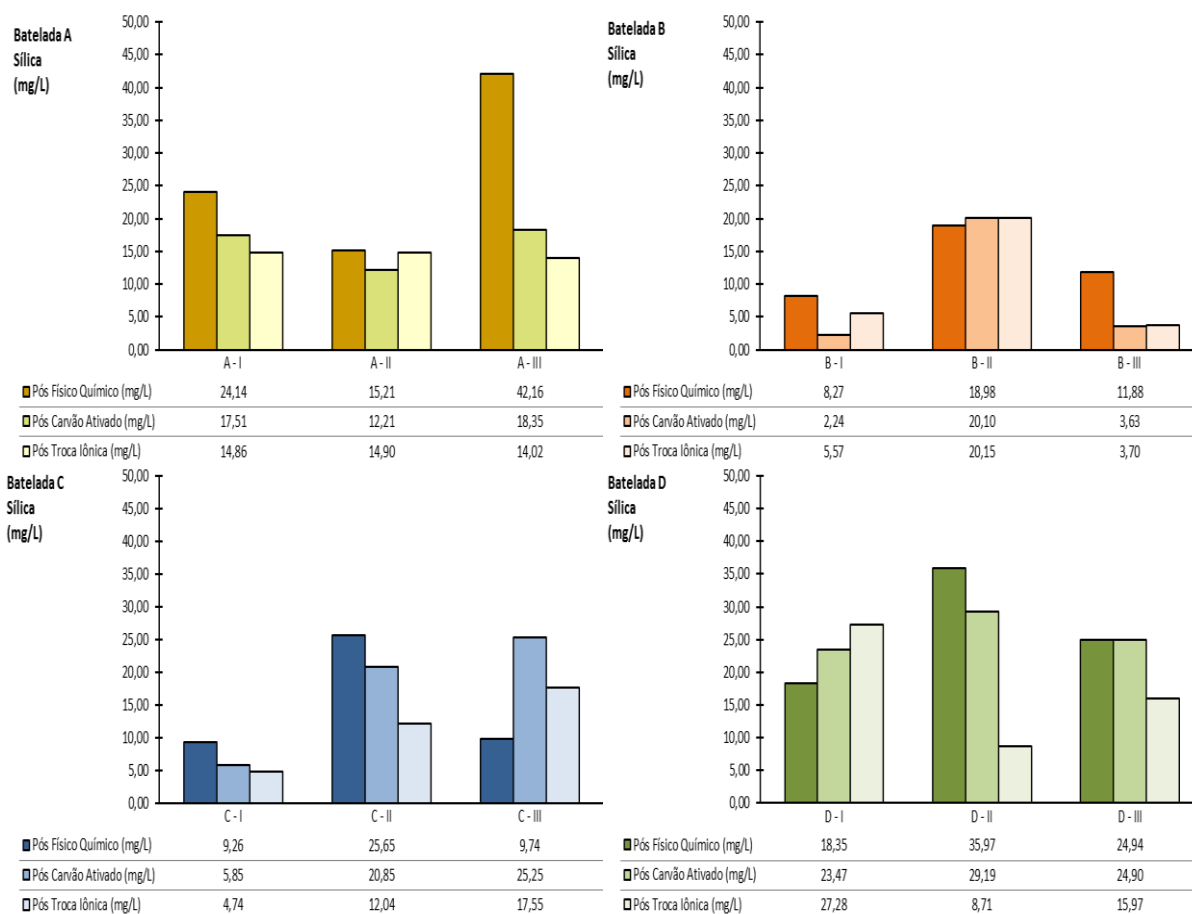 Batelada A
Sílica
(mg/L)
50,00
45,00
40,00
35,00
30,00
25,00
20,00
15,00
10,00
5,00
0,00
A - I A - II A - III
Pós Físico Químico (mg/L) 24,14 15,21 42,16
Pós Carvão Ativado (mg/L) 17,51 12,21 18,35
Pós Troca Iônica (mg/L) 14,86 14,90 14,02
Batelada B
Sílica
(mg/L)
50,00
45,00
40,00
35,00
30,00
25,00
20,00
15,00
10,00
5,00
0,00
B - I B - II B - III
Pós Físico Químico (mg/L) 8,27 18,98 11,88
Pós Carvão Ativado (mg/L) 2,24 20,10 3,63
Pós Troca Iônica (mg/L) 5,57 20,15 3,70
Batelada C
Sílica
(mg/L)
50,00
45,00
40,00
35,00
30,00
25,00
20,00
15,00
10,00
5,00
0,00
C - I C - II C - III
Pós Físico Químico (mg/L) 9,26 25,65 9,74
Pós Carvão Ativado (mg/L) 5,85 20,85 25,25
Pós Troca Iônica (mg/L) 4,74 12,04 17,55
Batelada D
Sílica
(mg/L)
50,00
45,00
40,00
35,00
30,00
25,00
20,00
15,00
10,00
5,00
0,00
D - I D - II D - III
Pós Físico Químico (mg/L) 18,35 35,97 24,94
Pós Carvão Ativado (mg/L) 23,47 29,19 24,90
Pós Troca Iônica (mg/L) 27,28 8,71 15,97